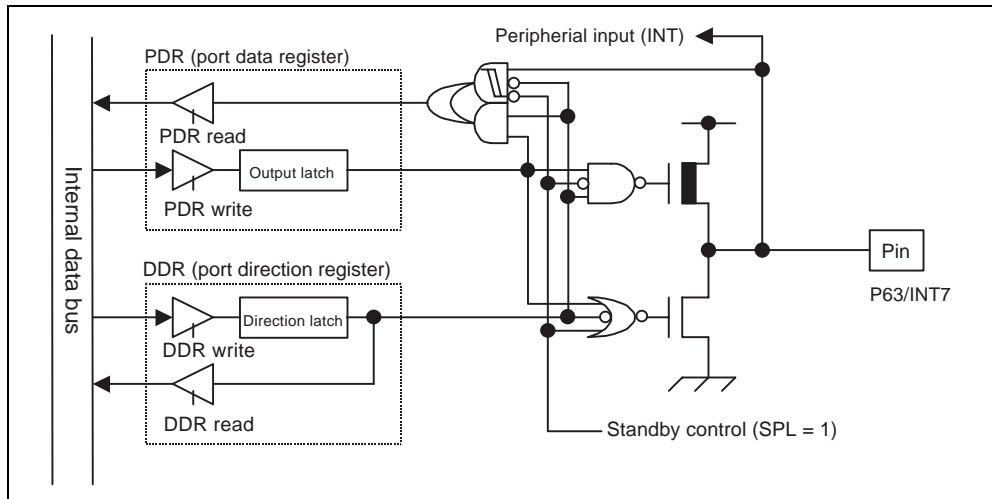 Peripherial input (INT)
PDR (port data register)
PDR read
Output latch
PDR write
Internal data bus
Pin
P63/INT7
DDR (port direction register)
Direction latch
DDR write
DDR read
Standby control (SPL = 1)